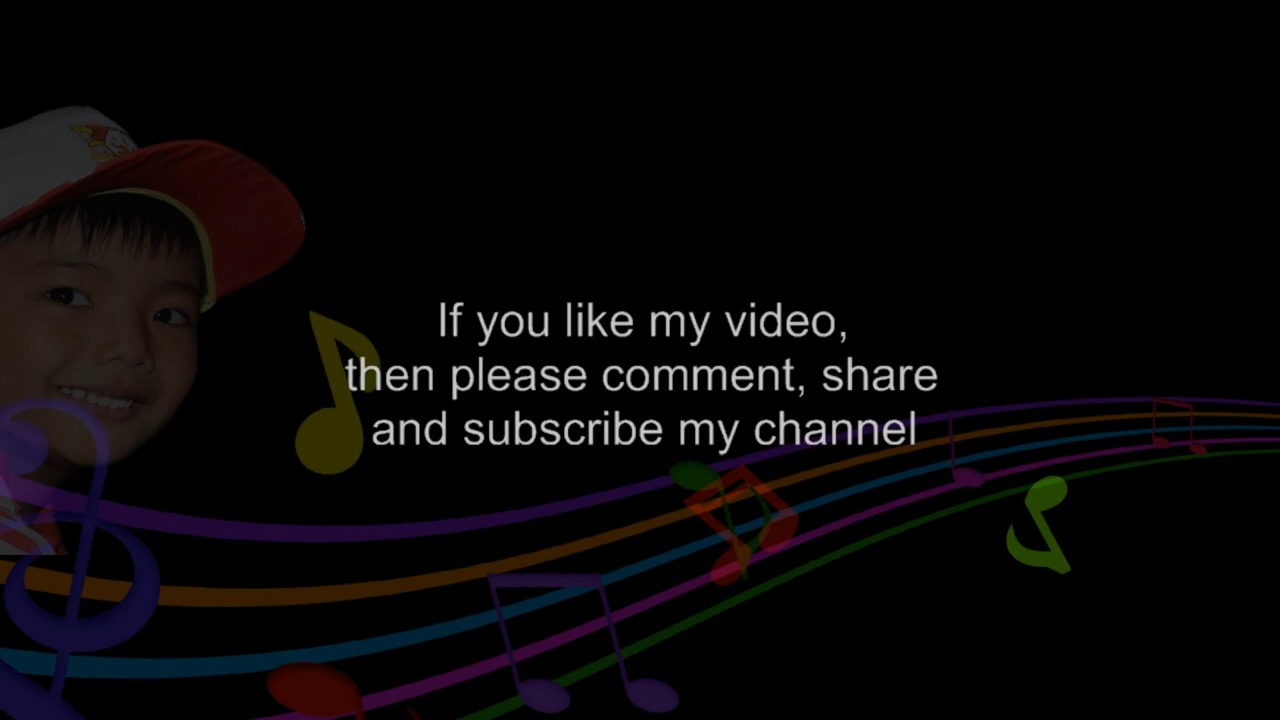 If you like my video,
then please comment, share
and subscribe my channel